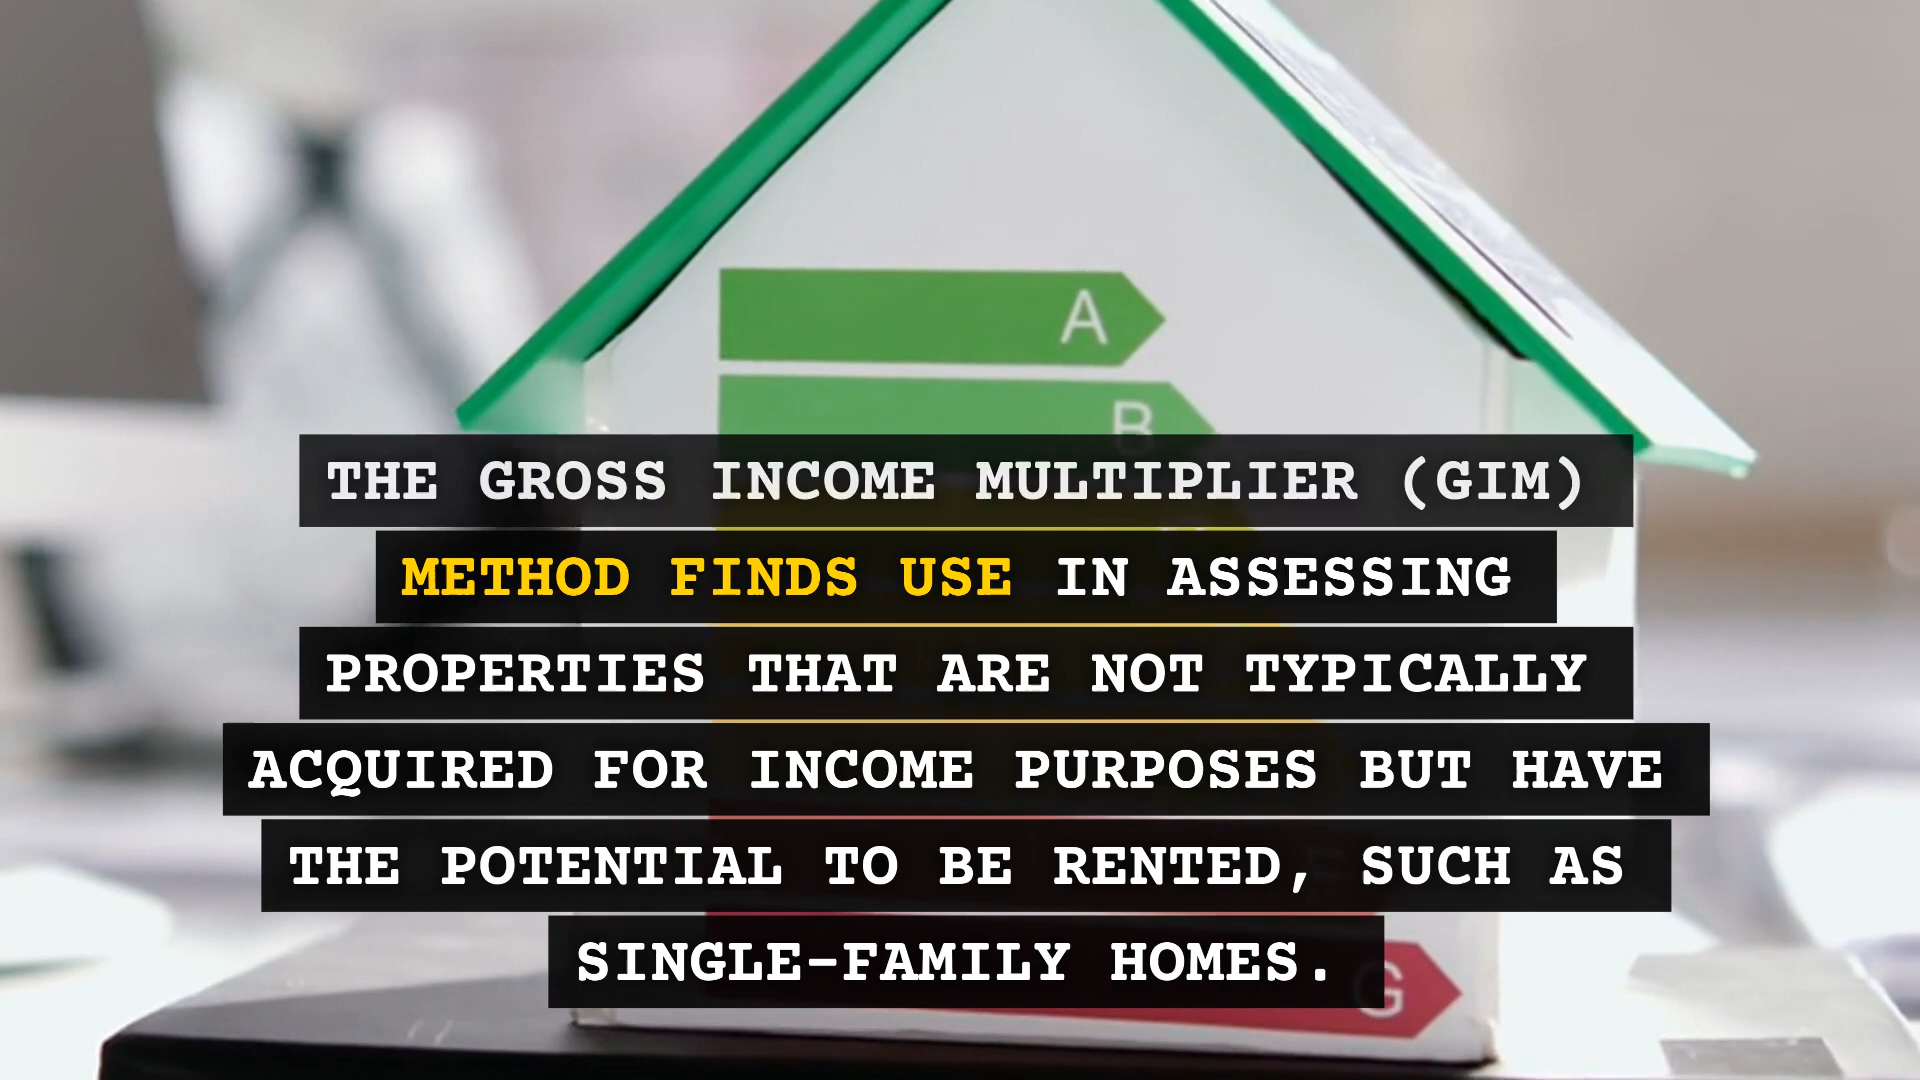 A
B
THE GROSS INCOME MULTIPLIER (GIM)
METHOD FINDS USE IN ASSESSING
PROPERTIES THAT ARE NOT TYPICALLY
ACQUIRED FOR INCOME PURPOSES BUT HAVE
THE POTENTIAL TO BE RENTED, SUCH AS
SINGLE-FAMILY HOMES.
G